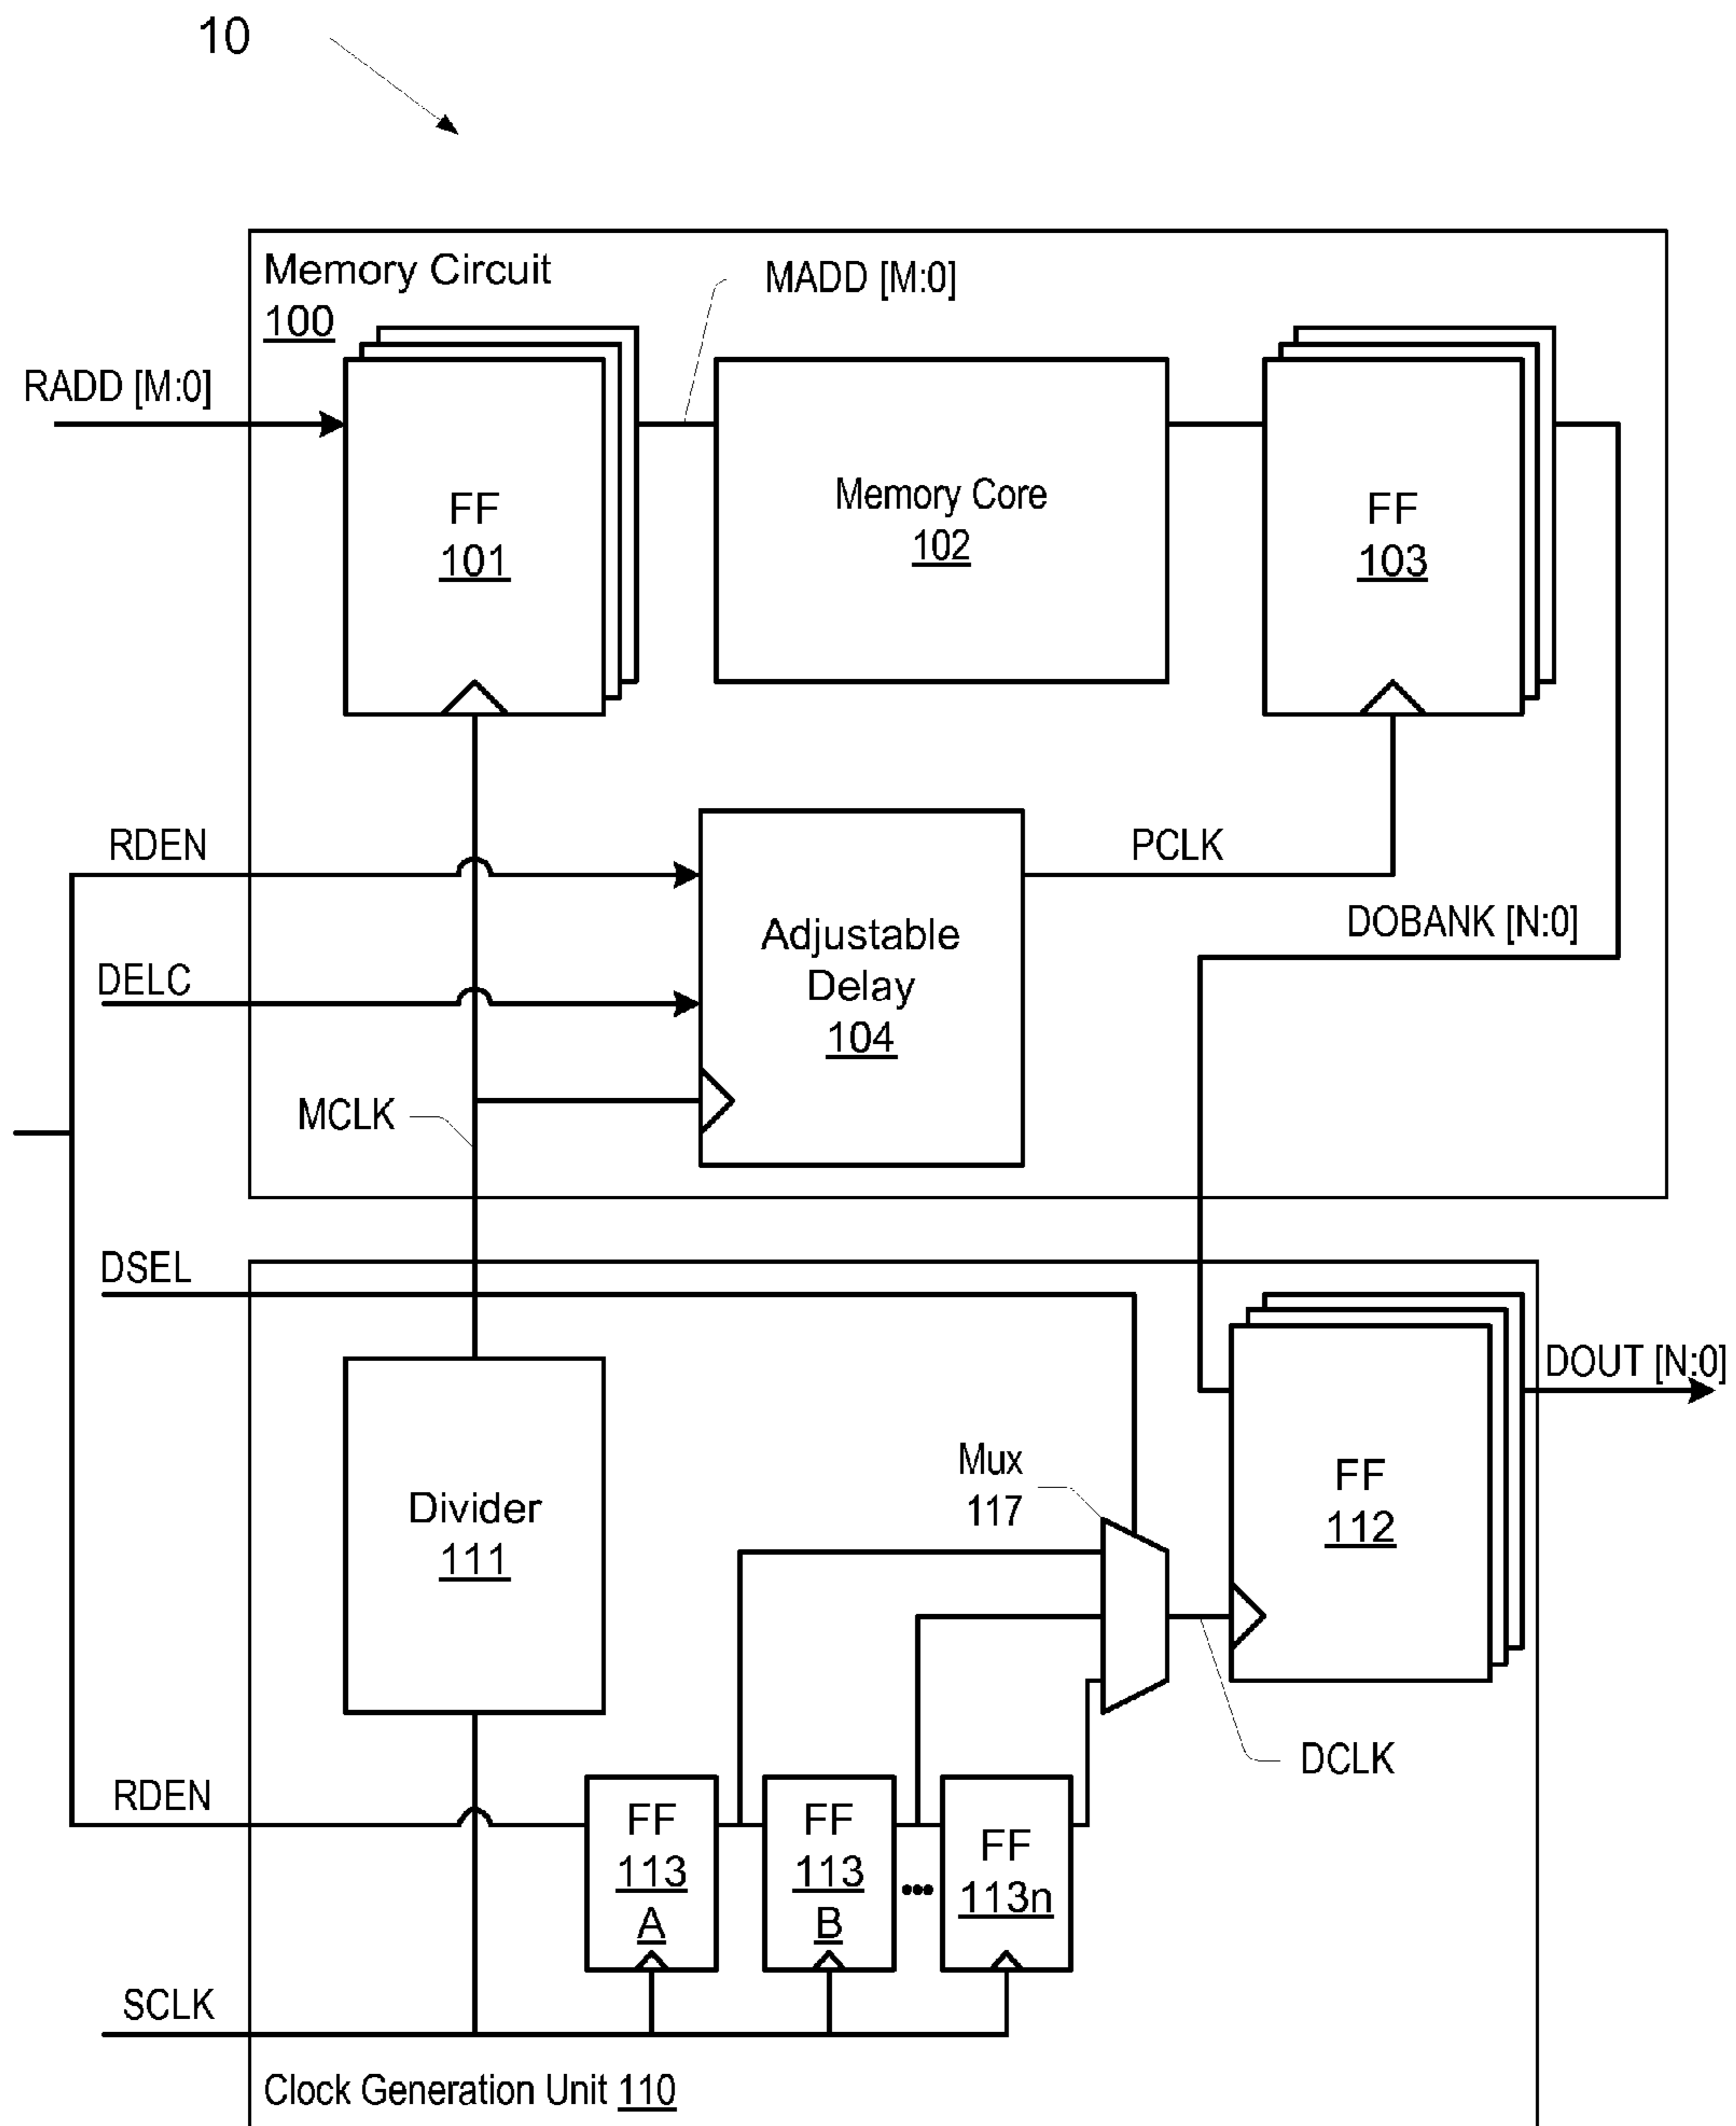 10
Memory Circuit
100
MADD [M:0]
RADD [M:0]
FF
101
Memory Core
102
FF
103
RDEN
PCLK
DOBANK [N:0]
Adjustable
Delay
104
DELC
MCLK
DSEL
DOUT [N:0]
Mux
117
FF
112
Divider
111
DCLK
RDEN
FF
113
A
FF
113
B
•••
FF
113n
SCLK
Clock Generation Unit 110